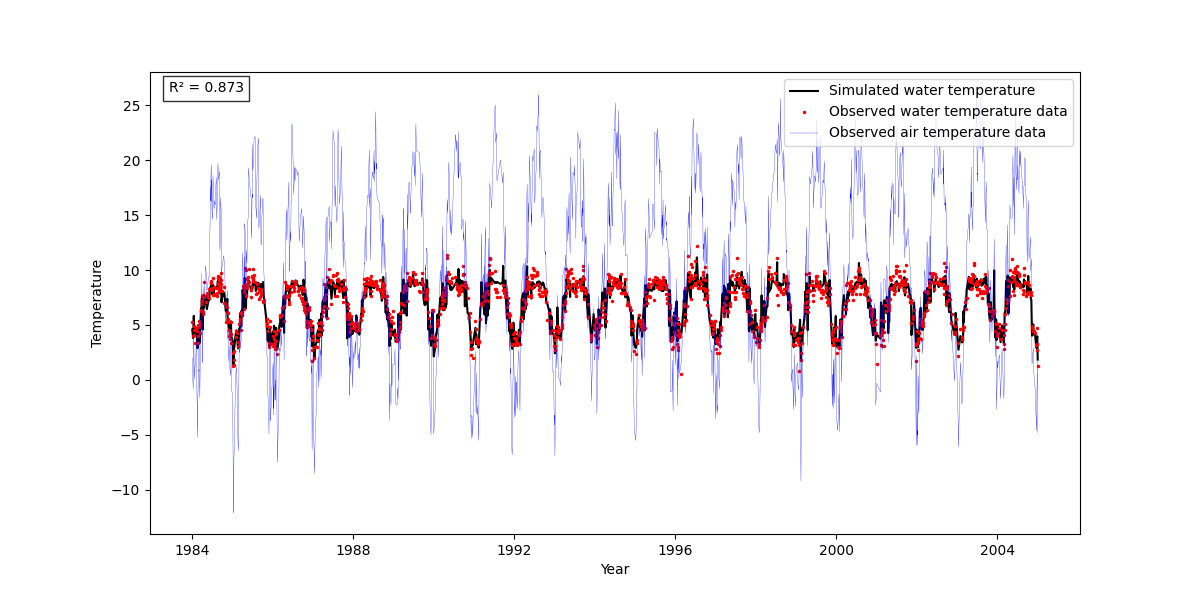 R² = 0.873
Simulated water temperature
Observed water temperature data
Observed air temperature data
25
20
15
10
5
0
−5
−10
Temperature
1984
1988
1992
1996
2000
2004
Year